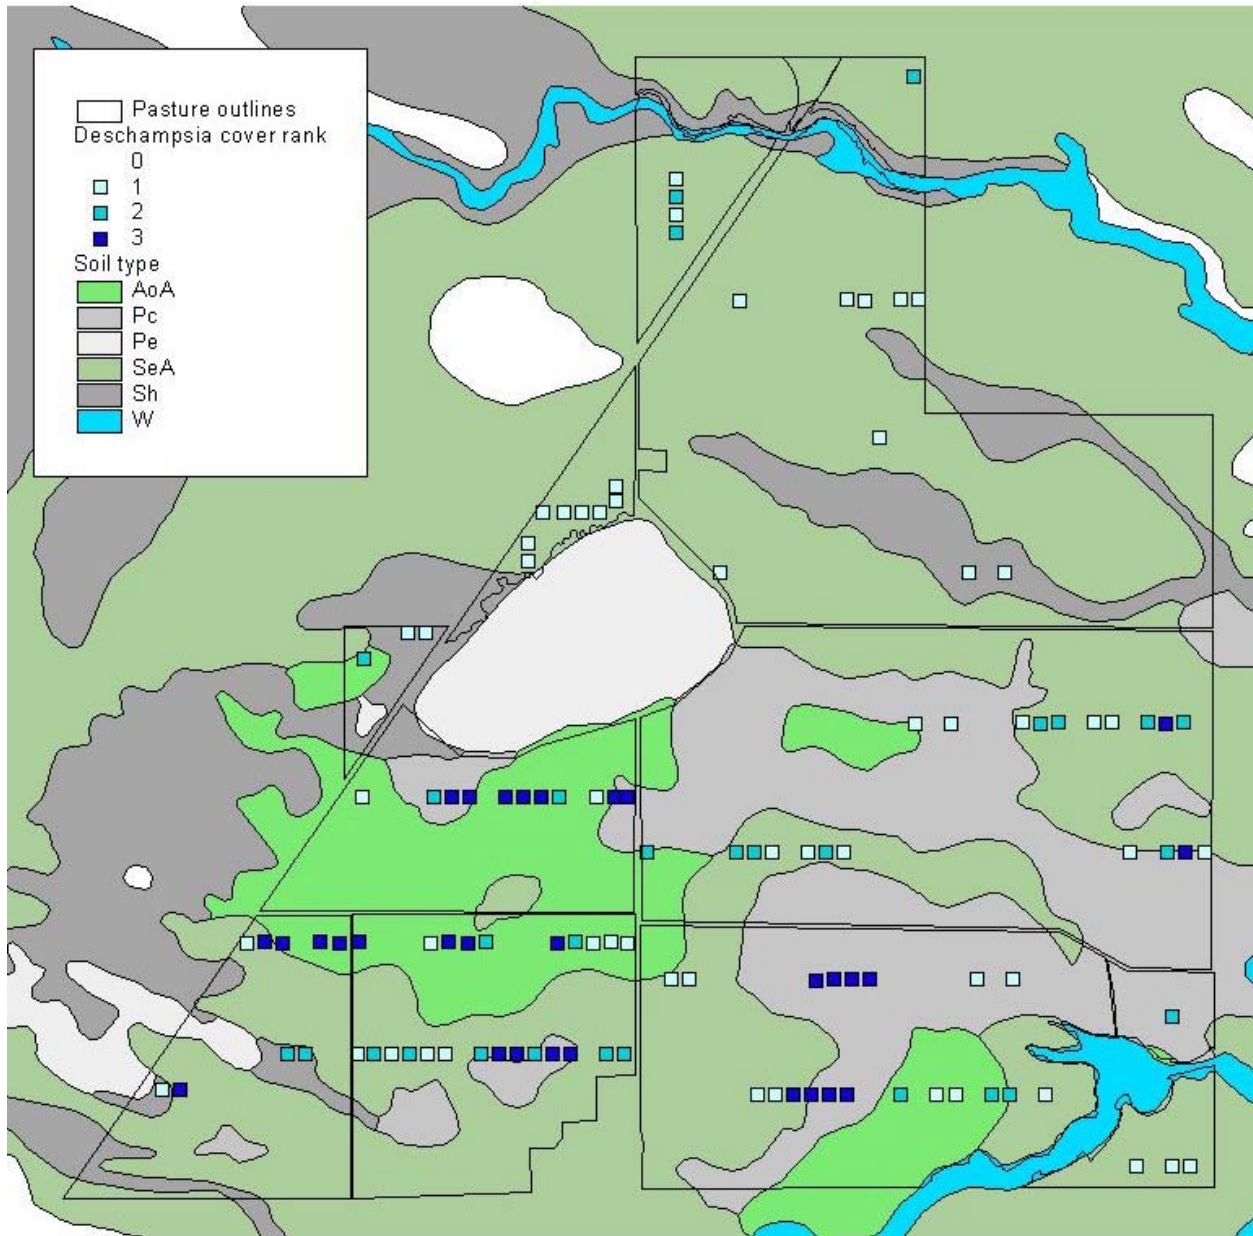 Pasture outlines
Deschampsia cover rank
0
1
2
3
Soil type
AoA
Pc
Pe
SeA
Sh
W